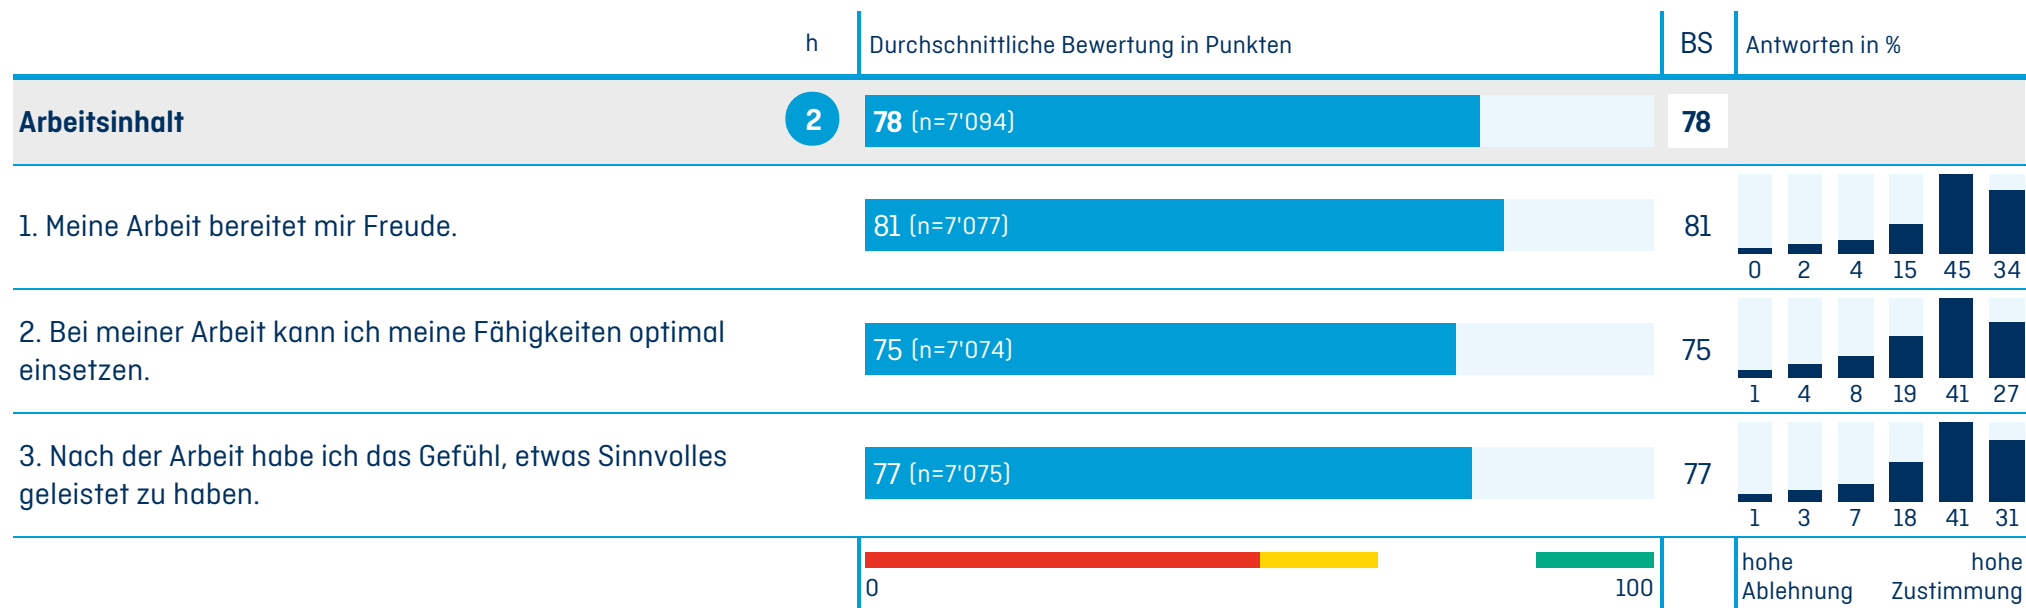 h Durchschnittliche Bewertung in Punkten BS Antworten in %
Arbeitsinhalt 2 78 (n=7'094) 78
1. Meine Arbeit bereitet mir Freude. 81 (n=7'077) 81
0 2 4 15 45 34
2. Bei meiner Arbeit kann ich meine Fähigkeiten optimal
einsetzen.
75 (n=7'074) 75
1 4 8 19 41 27
3. Nach der Arbeit habe ich das Gefühl, etwas Sinnvolles
geleistet zu haben.
77 (n=7'075) 77
1 3 7 18 41 31
0 100
hohe
Ablehnung
hohe
Zustimmung